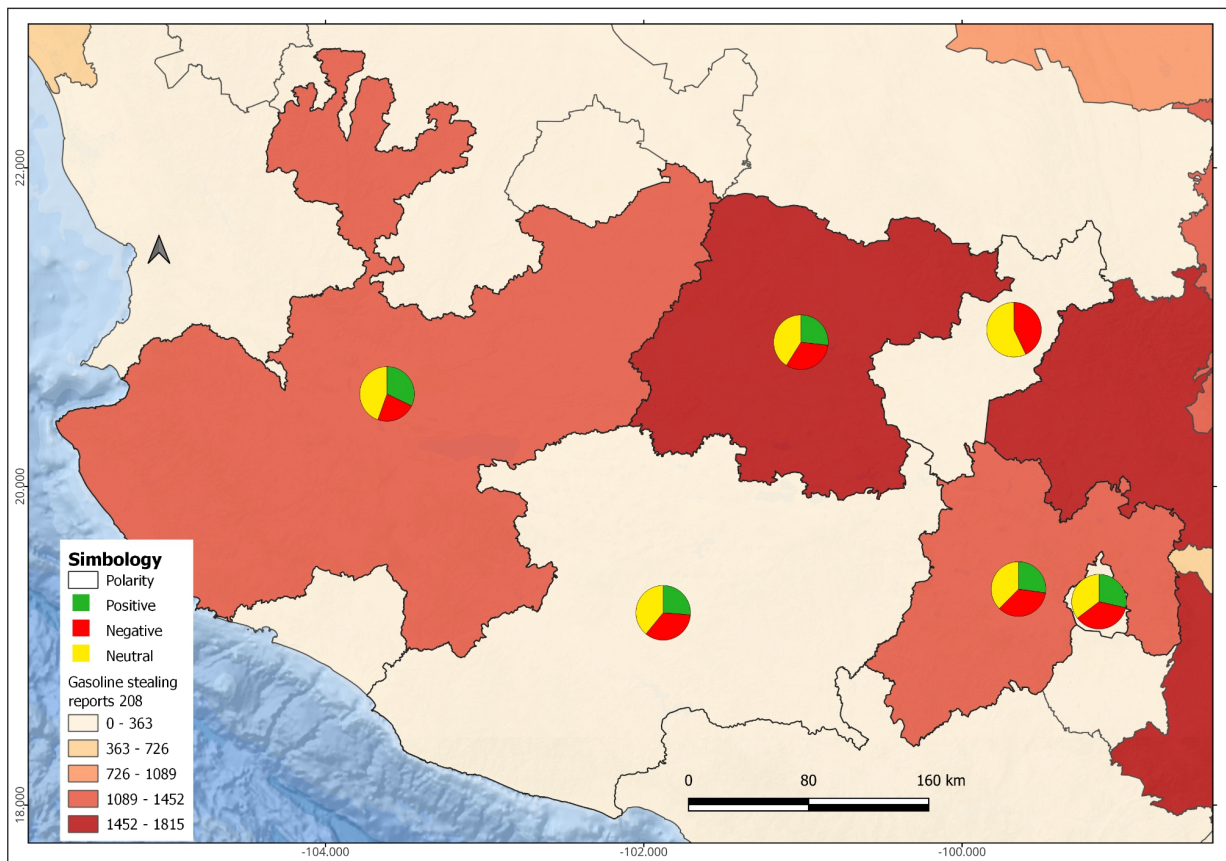 22,000
20,000
18,000
Simbology
Polarity
Positive
Negative
Neutral
Gasoline stealing
reports 208
0 - 363
363 - 726
726 - 1089
1089 - 1452
1452 - 1815
0 80 160 km
-104.000 -102.000 -100.000